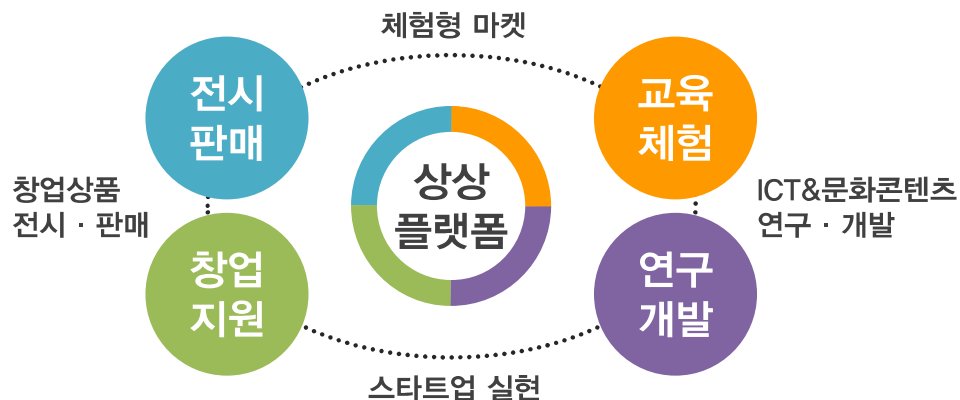 체험형 마켓
전시
판매
교육
체험
상상
플랫폼
창업상품
전시 · 판매
ICT&문화콘텐츠
연구 · 개발
창업
지원
연구
개발
스타트업 실현